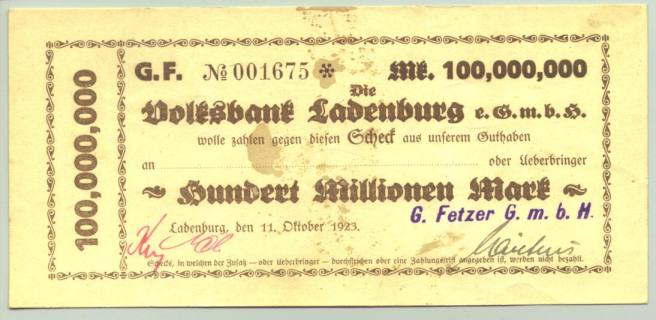 100,000,000
G.F. № 001675 * Mk. 100,000,000
Die
Volksbank Ladenburg e.G.m.b.H.
wolle zahlen gegen diesen Scheck aus unserem Guthaben
an oder Ueberbringer
~ Hundert Millionen Mark ~
G. Fetzer G.m.b.H.
Ladenburg, den 11. Oktober 1923.
Schecks, in welchen der Zusatz — oder Ueberbringer — durchstrichen oder eine Zahlungsfrist angegeben ist, werden nicht bezahlt.